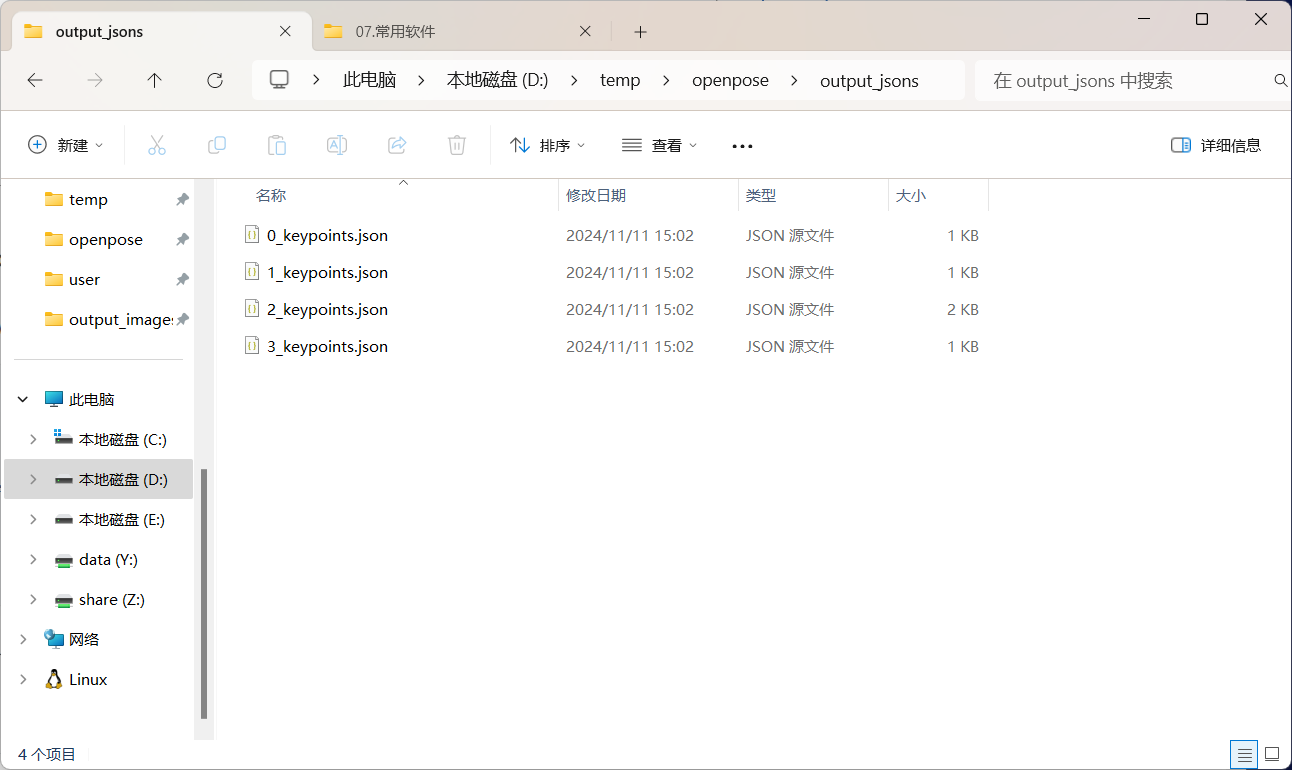 output_jsons 07.常用软件
此电脑 本地磁盘 (D:) temp openpose output_jsons 在 output_jsons 中搜索
新建 排序 查看 详细信息
名称 修改日期 类型 大小
0_keypoints.json 2024/11/11 15:02 JSON 源文件 1 KB
1_keypoints.json 2024/11/11 15:02 JSON 源文件 1 KB
2_keypoints.json 2024/11/11 15:02 JSON 源文件 2 KB
3_keypoints.json 2024/11/11 15:02 JSON 源文件 1 KB
temp
openpose
user
output_images
此电脑
本地磁盘 (C:)
本地磁盘 (D:)
本地磁盘 (E:)
data (Y:)
share (Z:)
网络
Linux
4 个项目